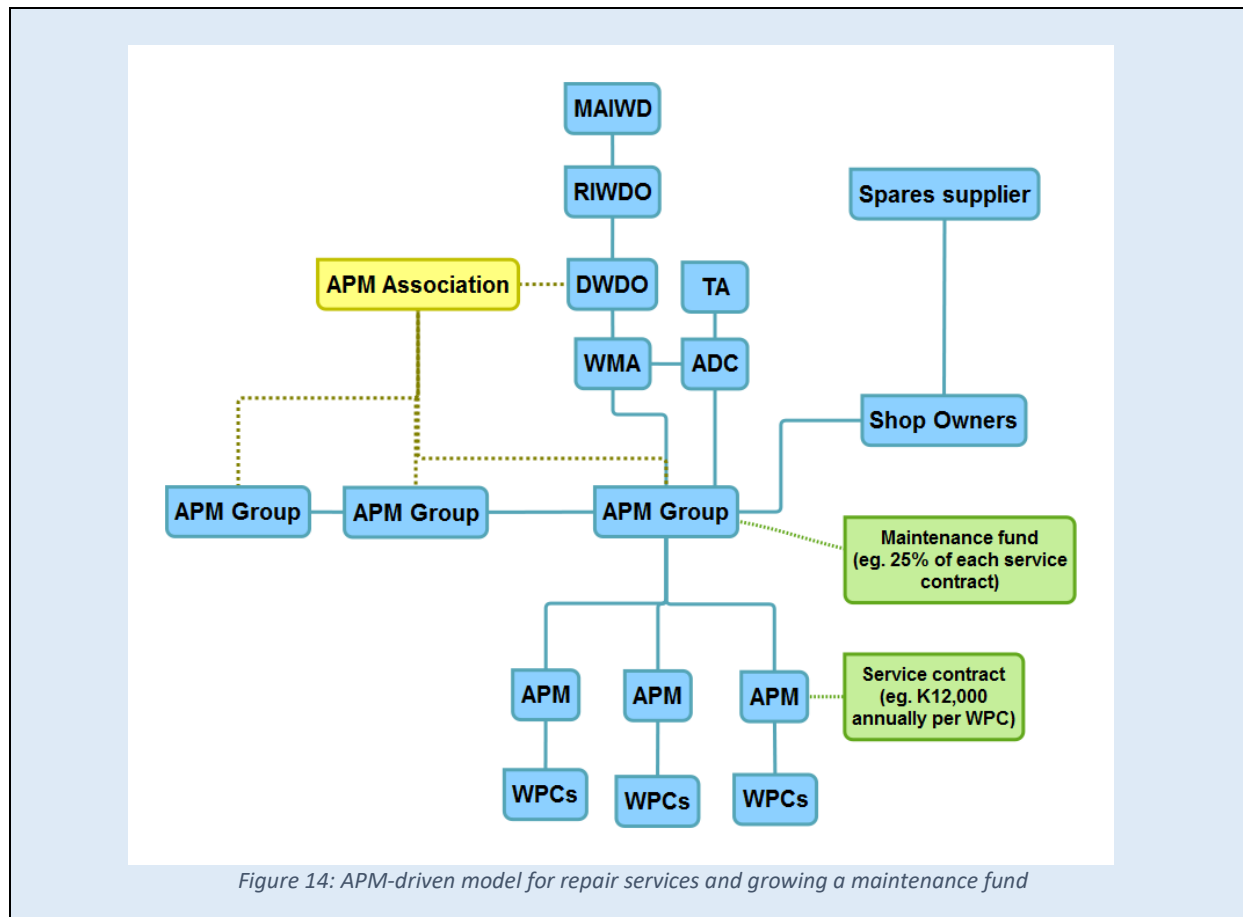 MAIWD
RIWDO
Spares supplier
APM Association
DWDO
TA
WMA
ADC
Shop Owners
APM Group
APM Group
APM Group
Maintenance fund
(eg. 25% of each service
contract)
APM
APM
APM
Service contract
(eg. K12,000
annually per WPC)
WPCs
WPCs
WPCs
Figure 14: APM-driven model for repair services and growing a maintenance fund